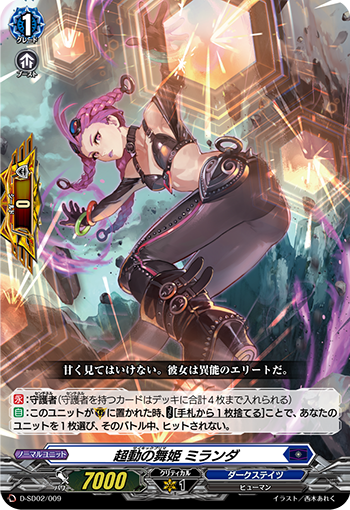 1
グレード
ブースト
シールド
0
甘く見てはいけない。彼女は異能のエリートだ。
永:守護者(守護者を持つカードはデッキに合計4枚まで入れられる)
自:このユニットがGに置かれた時、[手札から1枚捨てる]ことで、あなたの
ユニットを1枚選び、そのバトル中、ヒットされない。
ノーマルユニット
超動の舞姫 ミランダ
パワー
7000
クリティカル
1
ダークステイツ
ヒューマン
D-SD02/009
イラスト/西木あれく